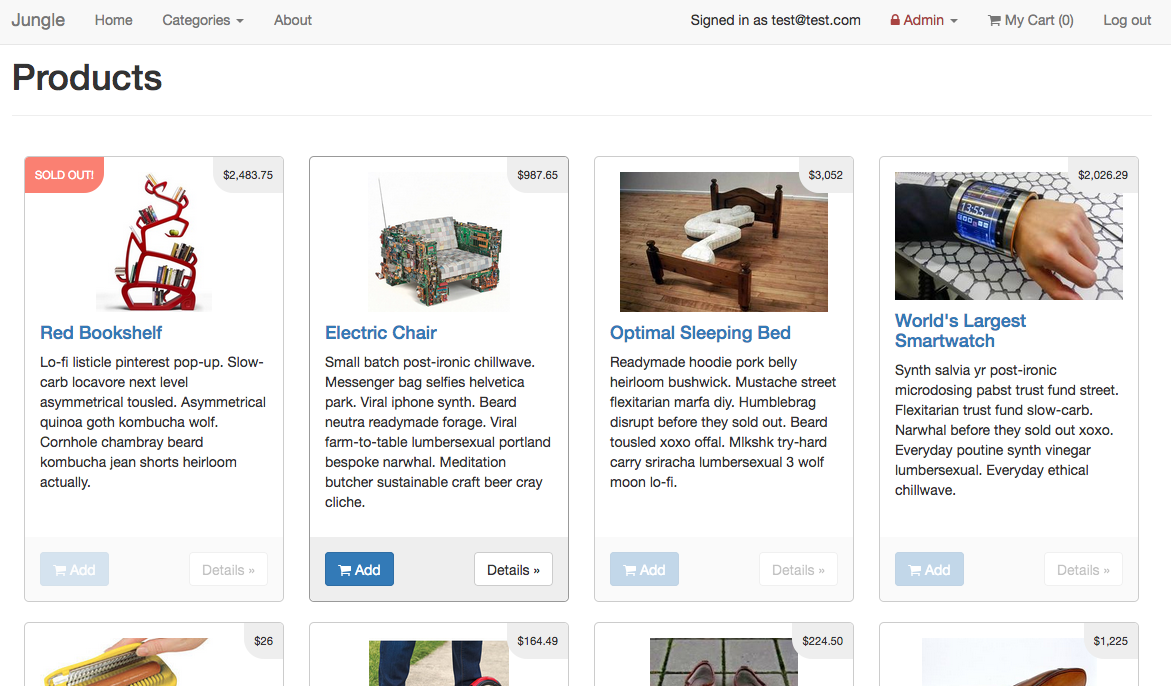 Jungle Home Categories About Signed in as test@test.com Admin My Cart (0) Log out
Products
SOLD OUT!
$2,483.75
Red Bookshelf
Lo-fi listicle pinterest pop-up. Slow-
carb locavore next level
asymmetrical tousled. Asymmetrical
quinoa goth kombucha wolf.
Cornhole chambray beard
kombucha jean shorts heirloom
actually.
Add
Details »
$987.65
Electric Chair
Small batch post-ironic chillwave.
Messenger bag selfies helvetica
park. Viral iphone synth. Beard
neutra readymade forage. Viral
farm-to-table lumbersexual portland
bespoke narwhal. Meditation
butcher sustainable craft beer cray
cliche.
Add
Details »
$3,052
Optimal Sleeping Bed
Readymade hoodie pork belly
heirloom bushwick. Mustache street
flexitarian marfa diy. Humblebrag
disrupt before they sold out. Beard
tousled xoxo offal. Mlkshk try-hard
carry sriracha lumbersexual 3 wolf
moon lo-fi.
Add
Details »
$2,026.29
13:55
World's Largest
Smartwatch
Synth salvia yr post-ironic
microdosing pabst trust fund street.
Flexitarian trust fund slow-carb.
Narwhal before they sold out xoxo.
Everyday poutine synth vinegar
lumbersexual. Everyday ethical
chillwave.
Add
Details »
$26
$164.49
$224.50
$1,225